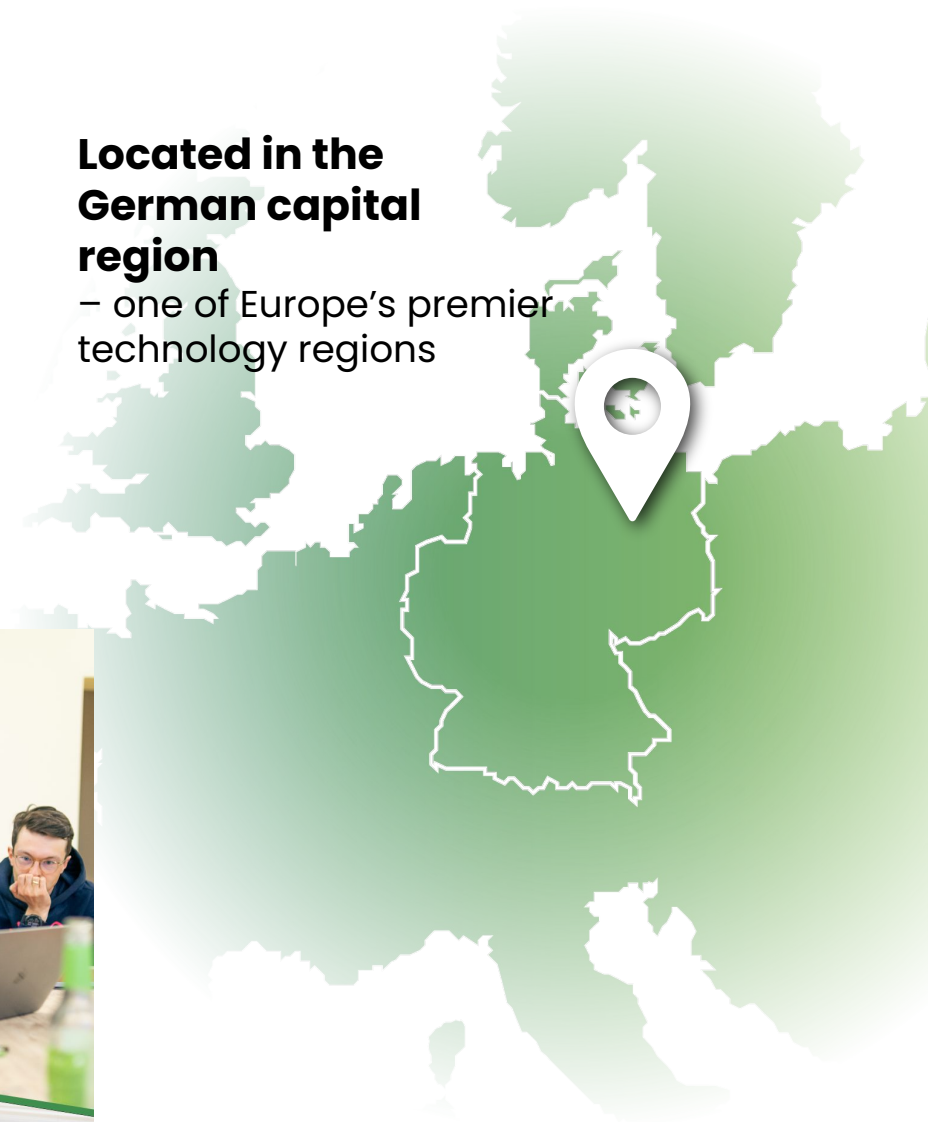 Located in the
German capital
region
– one of Europe’s premier
technology regions